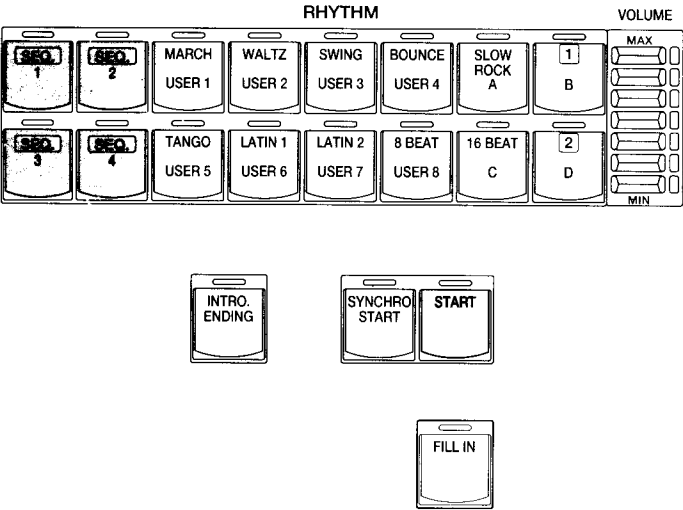 RHYTHM
VOLUME
SEQ. SEQ. MARCH WALTZ SWING BOUNCE SLOW 1 MAX
1 2 USER 1 USER 2 USER 3 USER 4 ROCK B
A
SEQ. SEQ. TANGO LATIN 1 LATIN 2 8 BEAT 16 BEAT 2
3 4 USER 5 USER 6 USER 7 USER 8 C D
MIN
INTRO. SYNCHRO START
ENDING START
FILL IN